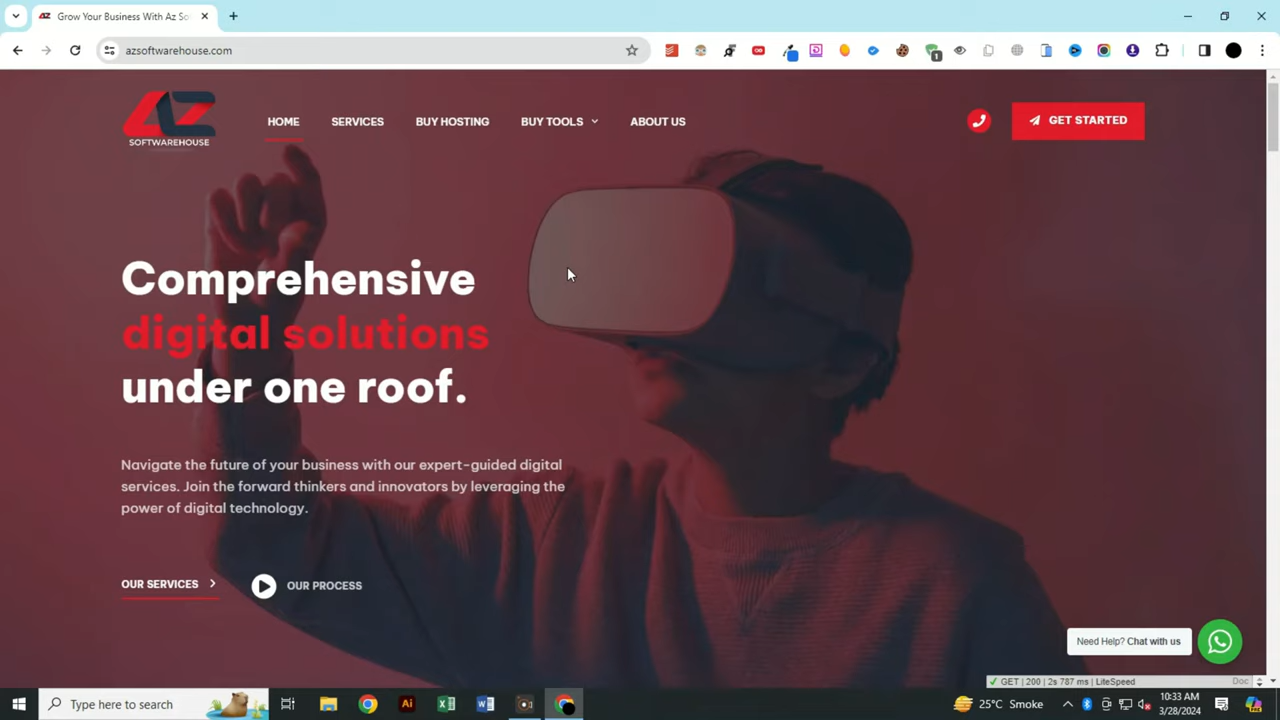 Grow Your Business With Az So
azsoftwarehouse.com
1
AZ
SOFTWAREHOUSE
HOME
SERVICES
BUY HOSTING
BUY TOOLS
ABOUT US
GET STARTED
Comprehensive
digital solutions
under one roof.
Navigate the future of your business with our expert-guided digital
services. Join the forward thinkers and innovators by leveraging the
power of digital technology.
OUR SERVICES
OUR PROCESS
Need Help? Chat with us
GET | 200 | 2s 787 ms | LiteSpeed
Doc
Type here to search
Ai
25°C Smoke
10:33 AM
3/28/2024